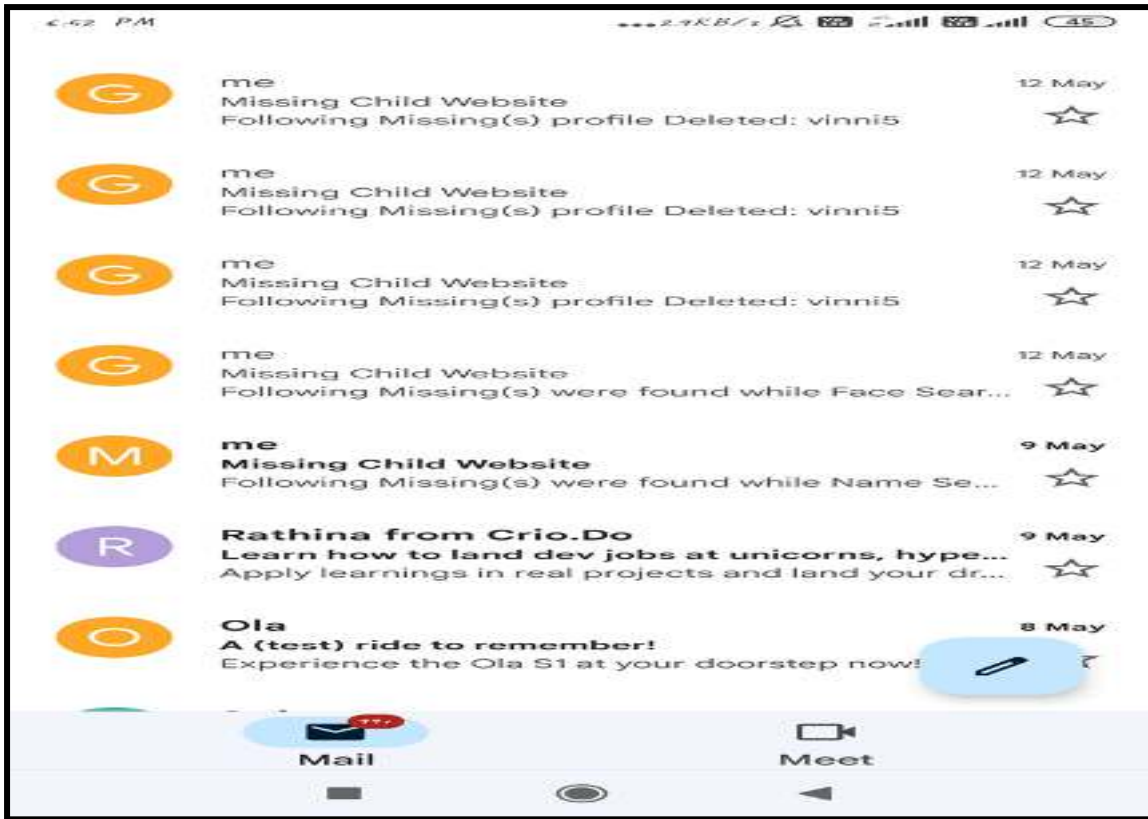 PM
45
G
me
12 May
Missing Child Website
Following Missing(s) profile Deleted: vinni5
G
me
12 May
Missing Child Website
Following Missing(s) profile Deleted: vinni5
G
me
12 May
Missing Child Website
Following Missing(s) profile Deleted: vinni5
G
me
12 May
Missing Child Website
Following Missing(s) were found while Face Sear...
M
me
9 May
Missing Child Website
Following Missing(s) were found while Name Se...
R
Rathina from Crio.Do
9 May
Learn how to land dev jobs at unicorns, hype...
Apply learnings in real projects and land your dr...
O
Ola
8 May
A (test) ride to remember!
Experience the Ola S1 at your doorstep now!
Mail
Meet